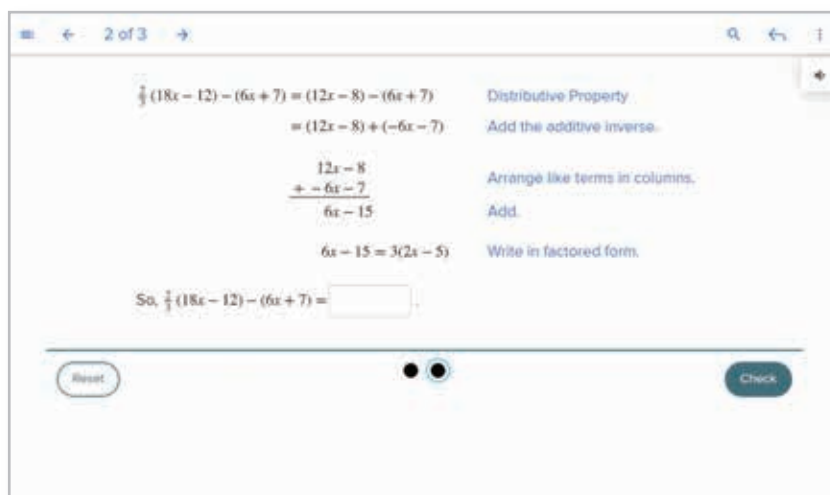 2 of 3
2/3 (18x – 12) – (6x + 7) = (12x – 8) – (6x + 7) Distributive Property
= (12x – 8) + (–6x – 7) Add the additive inverse.
12x – 8
+ – 6x – 7 Arrange like terms in columns.
6x – 15 Add.
6x – 15 = 3(2x – 5) Write in factored form.
So, 2/3 (18x – 12) – (6x + 7) = .
Reset
Check